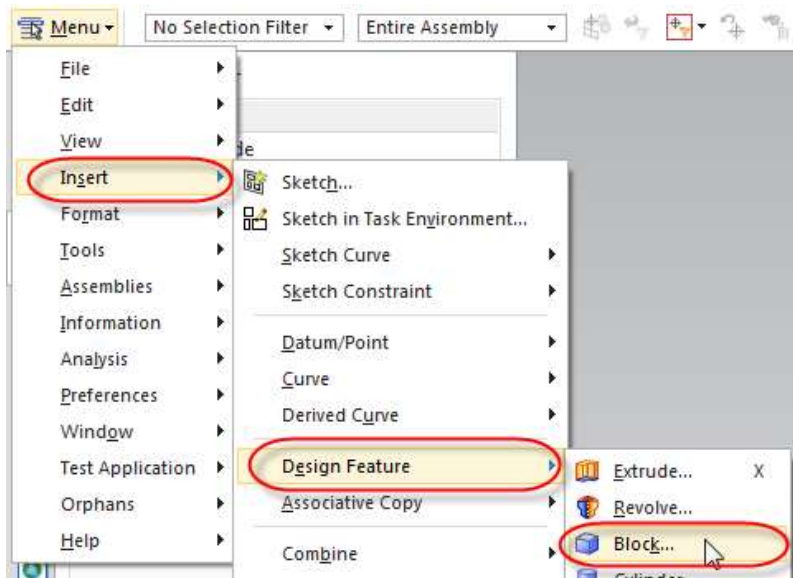 Menu
No Selection Filter
Entire Assembly
File
Edit
View
Insert
Format
Tools
Assemblies
Information
Analysis
Preferences
Window
Test Application
Orphans
Help
de
Sketch...
Sketch in Task Environment...
Sketch Curve
Sketch Constraint
Datum/Point
Curve
Derived Curve
Design Feature
Associative Copy
Combine
Extrude... X
Revolve...
Block...